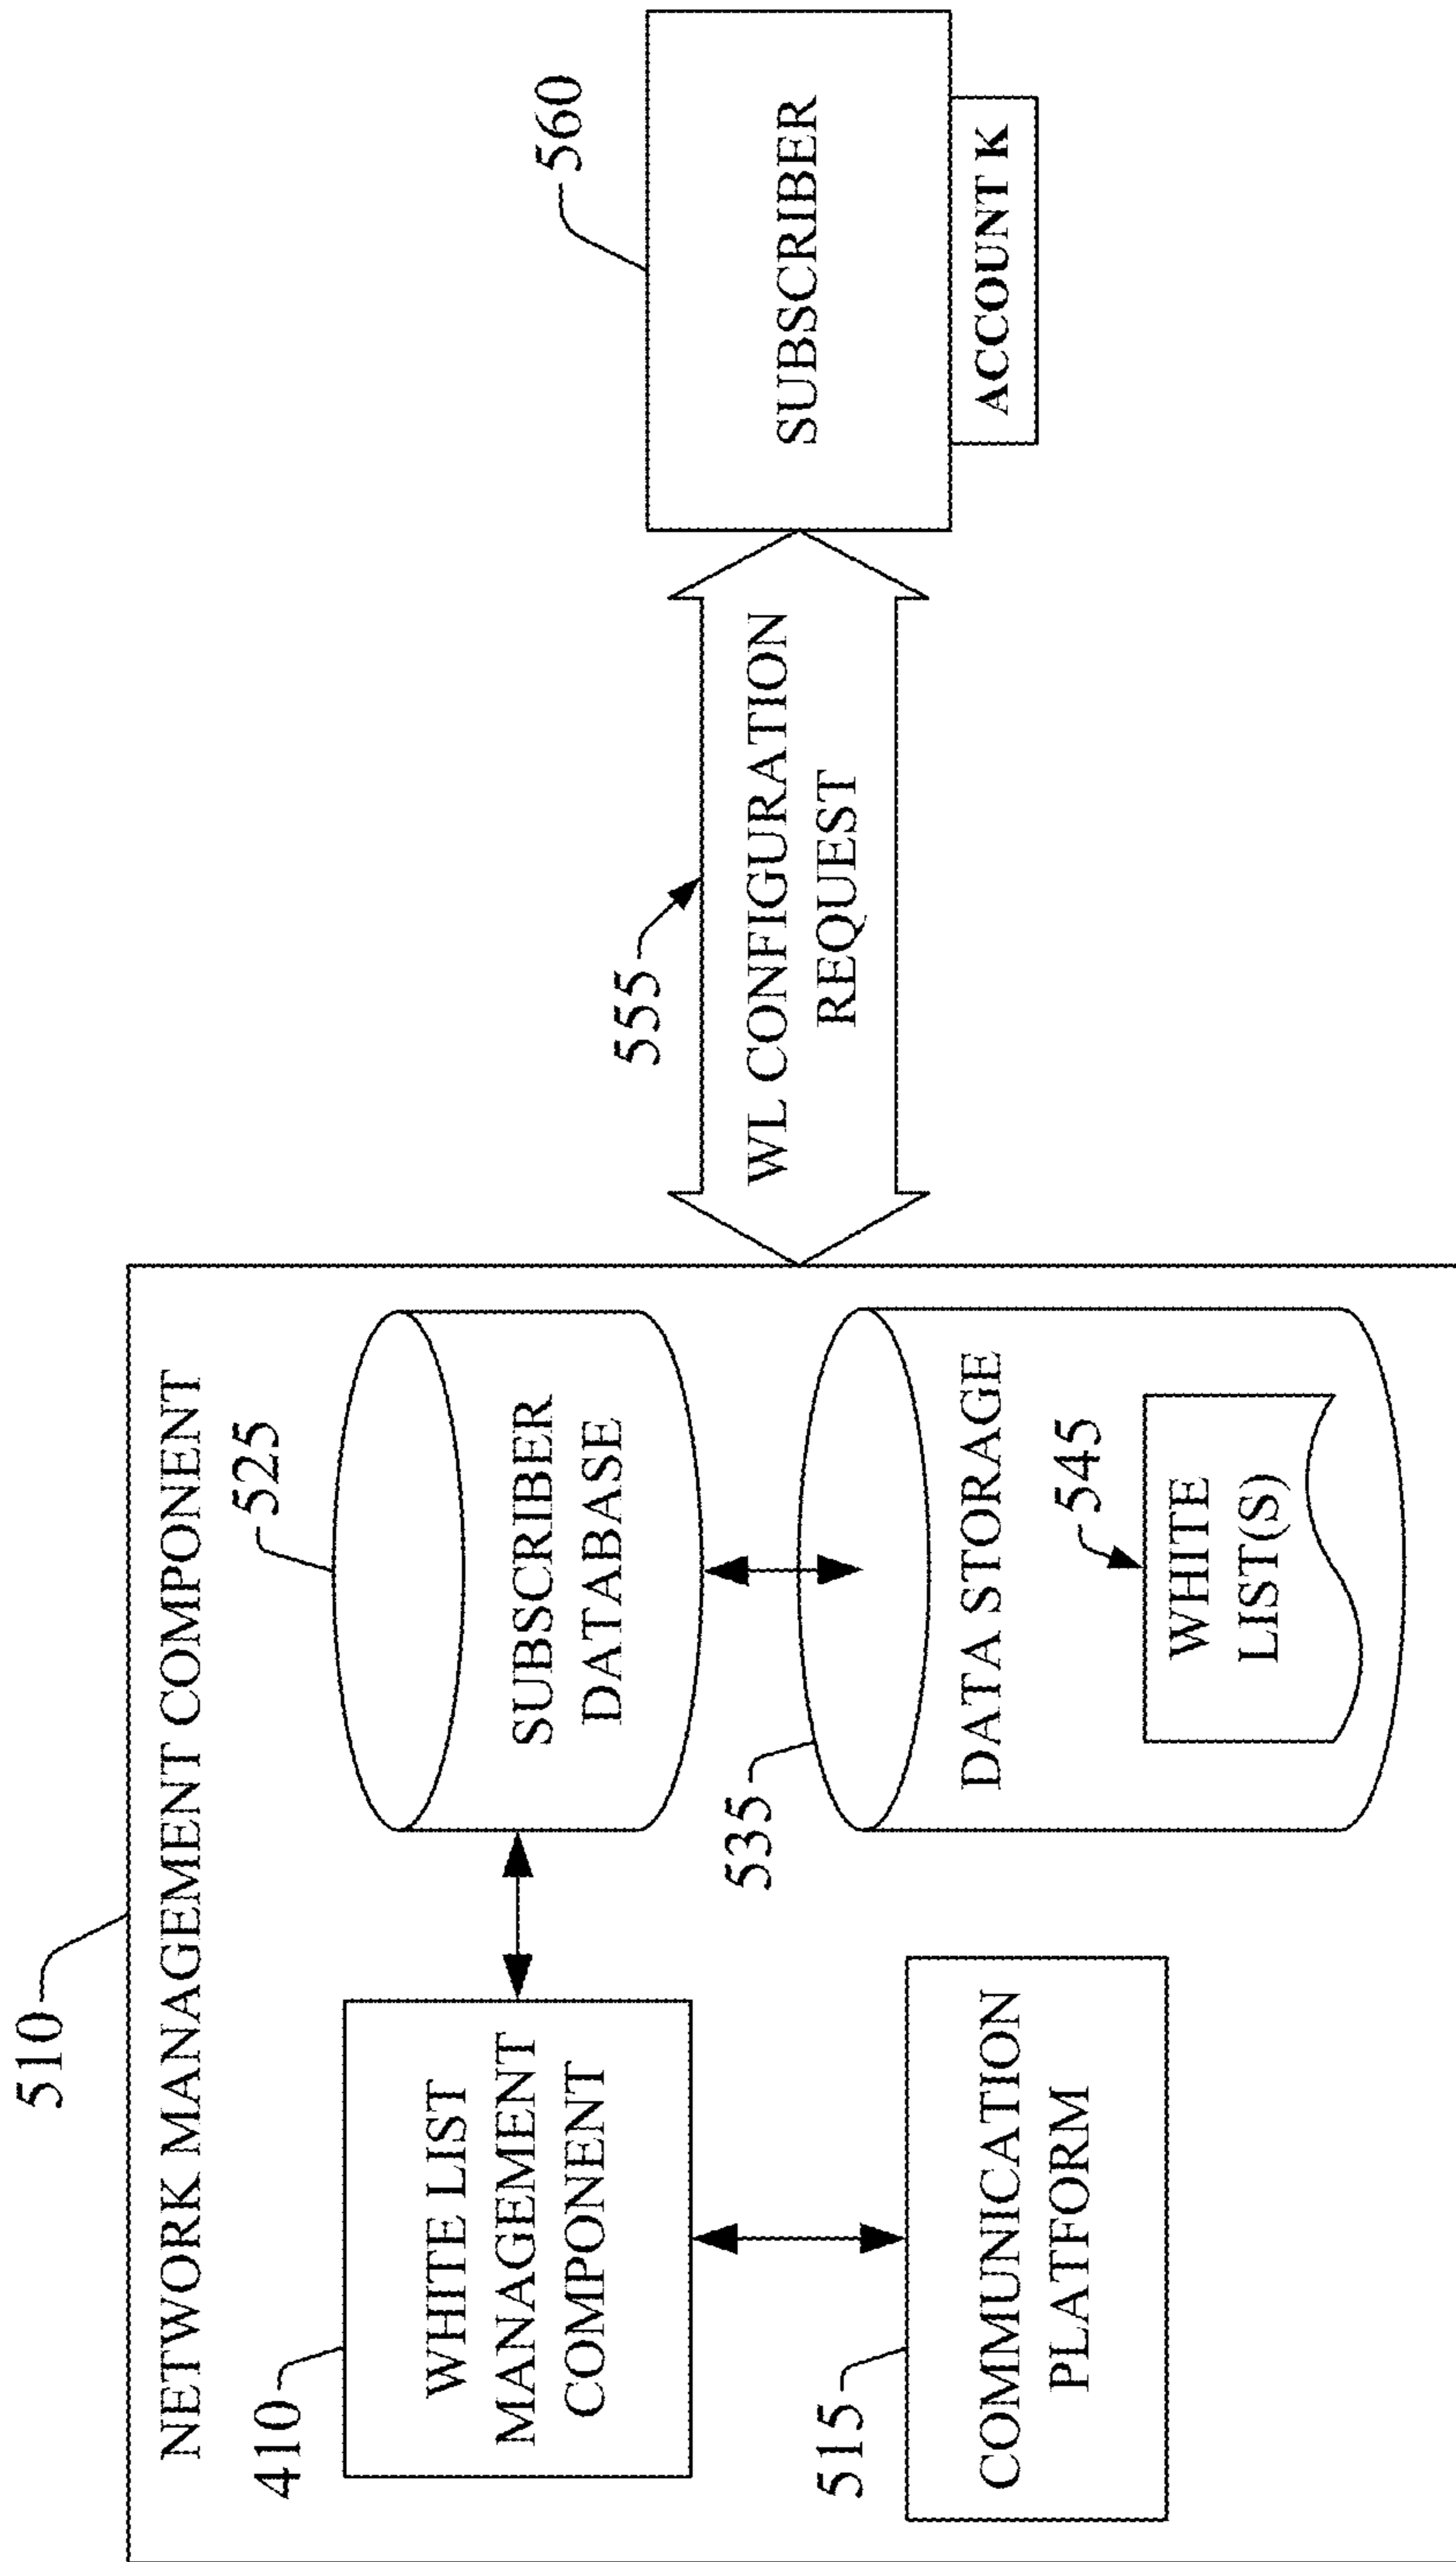 510
NETWORK MANAGEMENT COMPONENT
410
WHITE LIST
MANAGEMENT
COMPONENT
525
SUBSCRIBER
DATABASE
515
COMMUNICATION
PLATFORM
535
DATA STORAGE
545
WHITE
LIST(S)
555
WL CONFIGURATION
REQUEST
560
SUBSCRIBER
ACCOUNT K